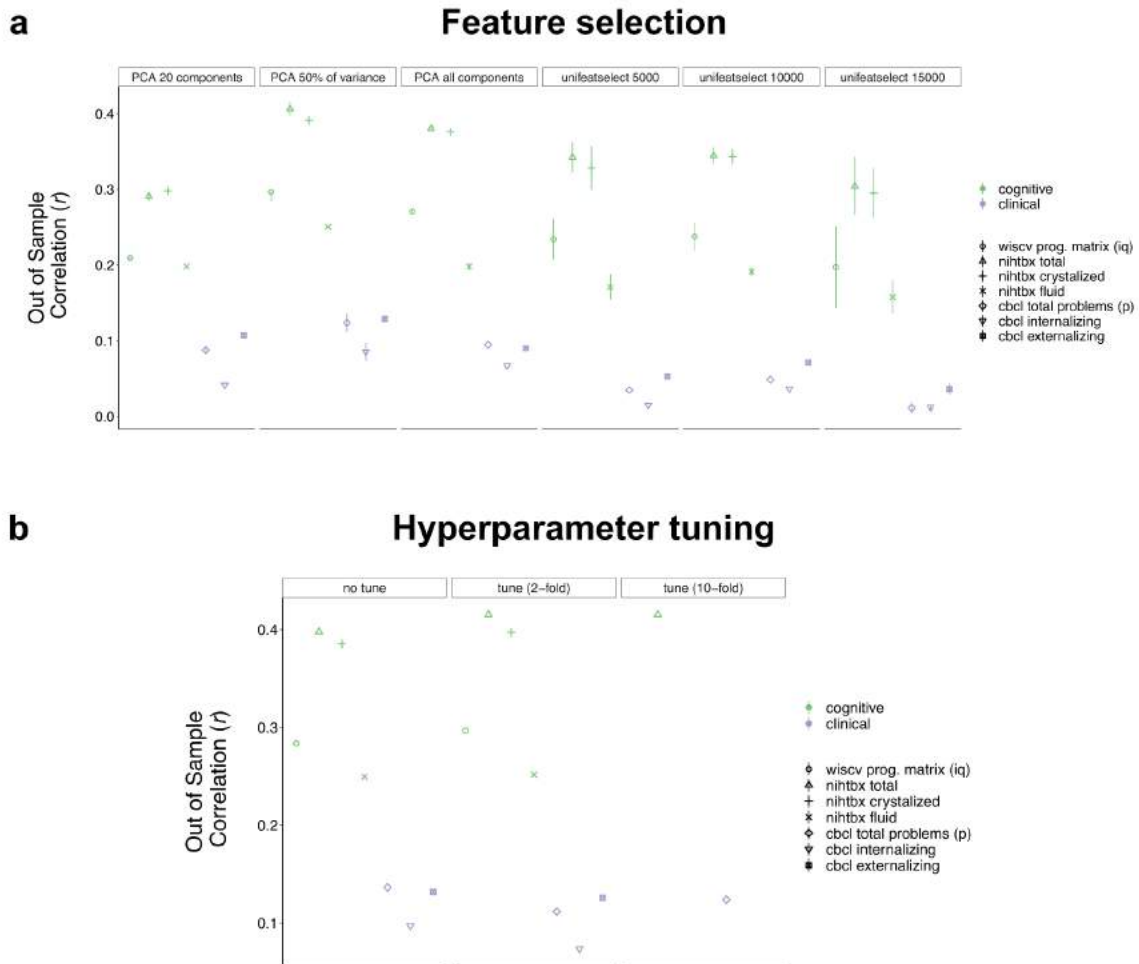 a
Feature selection
PCA 20 components
PCA 50% of variance
PCA all components
unifeatselect 5000
unifeatselect 10000
unifeatselect 15000
Out of Sample
Correlation (r)
0.4
0.3
0.2
0.1
0.0
cognitive
clinical
wiscv prog. matrix (iq)
nihtbx total
nihtbx crystalized
nihtbx fluid
cbcl total problems (p)
cbcl internalizing
cbcl externalizing
b
Hyperparameter tuning
no tune
tune (2−fold)
tune (10−fold)
Out of Sample
Correlation (r)
0.4
0.3
0.2
0.1
cognitive
clinical
wiscv prog. matrix (iq)
nihtbx total
nihtbx crystalized
nihtbx fluid
cbcl total problems (p)
cbcl internalizing
cbcl externalizing